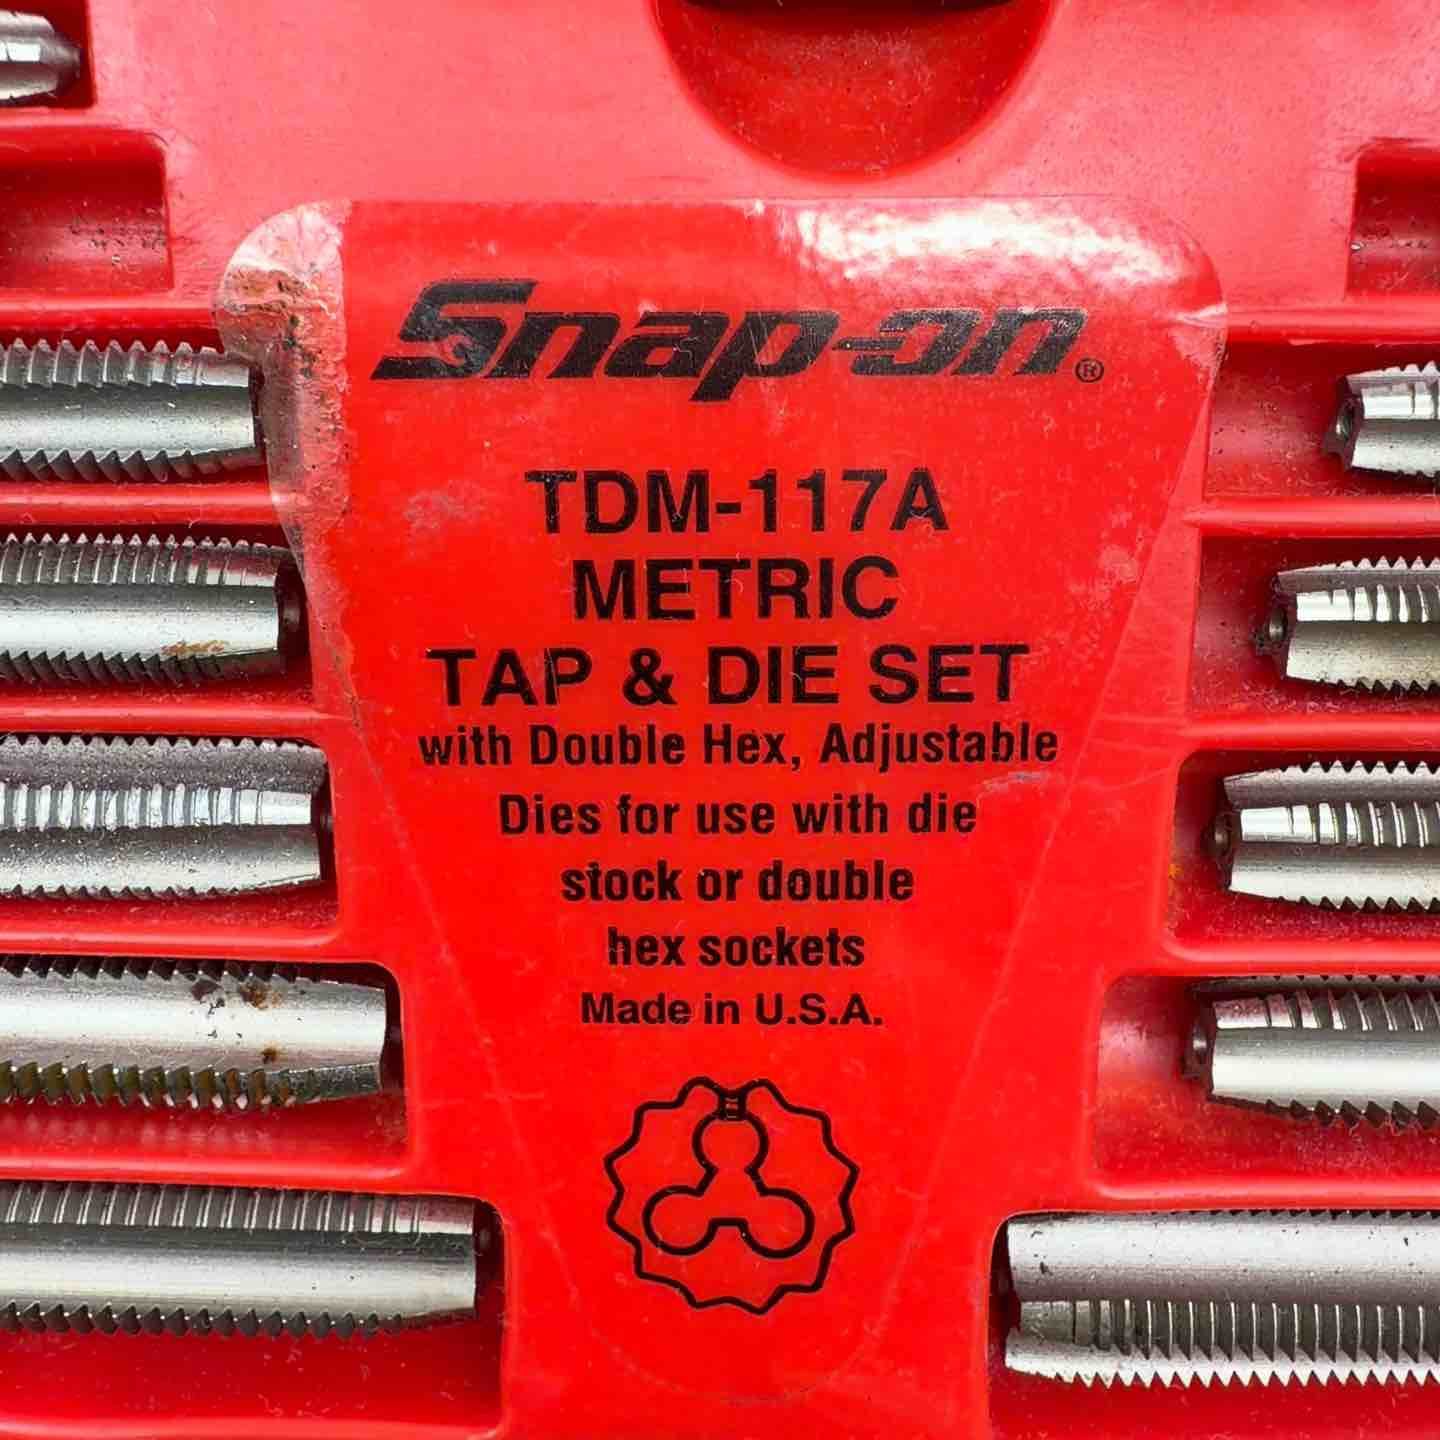 Snap-on®
TDM-117A
METRIC
TAP & DIE SET
with Double Hex, Adjustable
Dies for use with die
stock or double
hex sockets
Made in U.S.A.